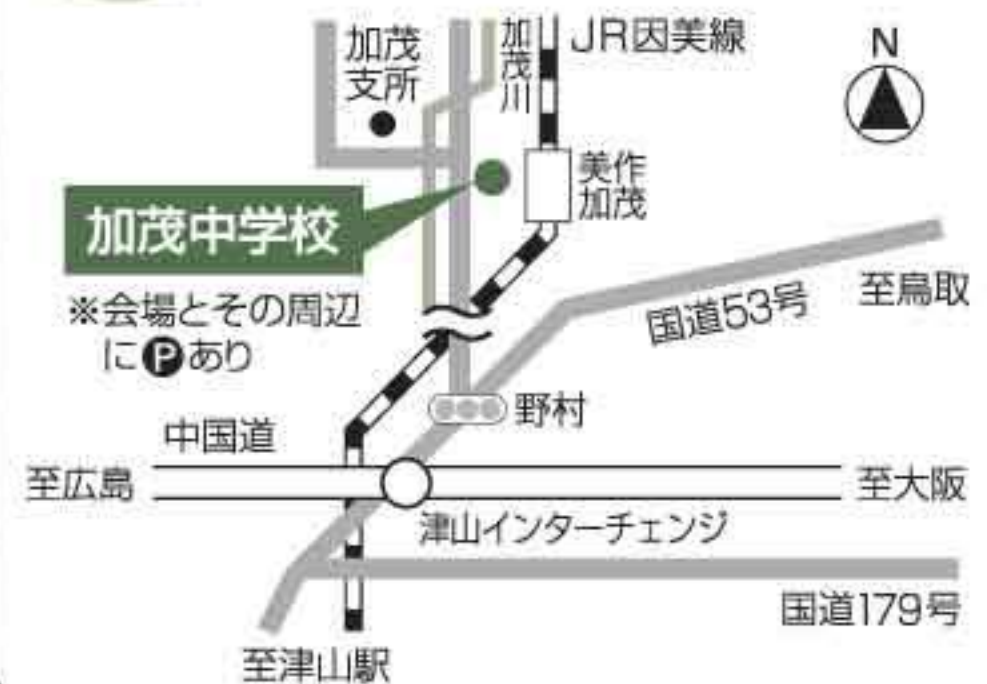 加茂
支所
加茂川
JR因美線
N
美作
加茂
加茂中学校
※会場とその周辺
にPあり
国道53号
至鳥取
野村
中国道
至広島
至大阪
津山インターチェンジ
国道179号
至津山駅